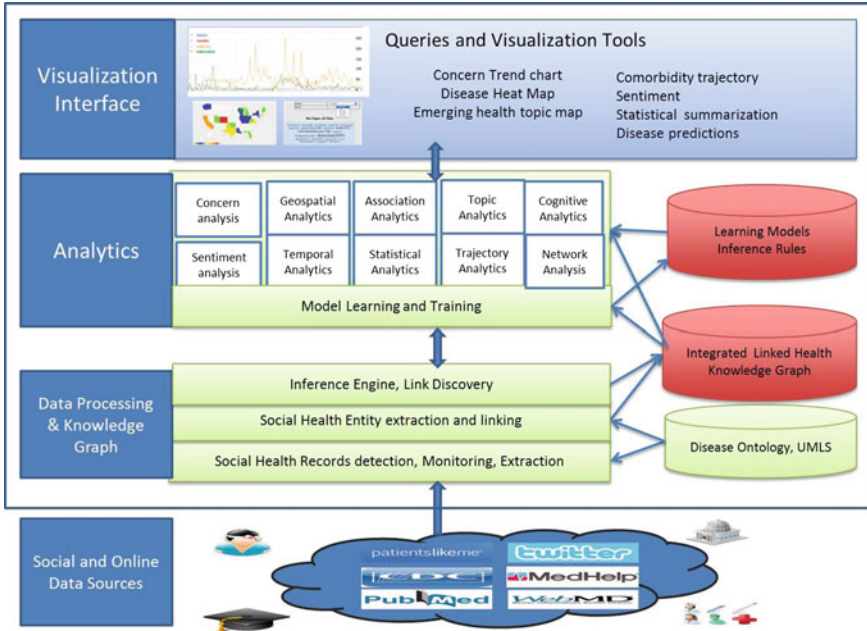 Visualization
Interface
Queries and Visualization Tools
Concern Trend chart
Disease Heat Map
Emerging health topic map
Comorbidity trajectory
Sentiment
Statistical summarization
Disease predictions
Analytics
Concern
analysis
Geospatial
Analytics
Association
Analytics
Topic
Analytics
Cognitive
Analytics
Sentiment
analysis
Temporal
Analytics
Statistical
Analytics
Trajectory
Analytics
Network
Analysis
Model Learning and Training
Learning Models
Inference Rules
Integrated Linked Health
Knowledge Graph
Data Processing
& Knowledge
Graph
Inference Engine, Link Discovery
Social Health Entity extraction and linking
Social Health Records detection, Monitoring, Extraction
Disease Ontology, UMLS
Social and Online
Data Sources
patientslikeme
twitter
CDC
MedHelp
PubMed
WebMD